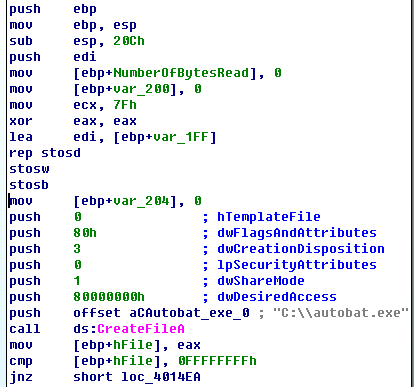 push ebp
mov ebp, esp
sub esp, 20Ch
push edi
mov [ebp+NumberOfBytesRead], 0
mov [ebp+var_200], 0
mov ecx, 7Fh
xor eax, eax
lea edi, [ebp+var_1FF]
rep stosd
stosw
stosb
mov [ebp+var_204], 0
push 0 ; hTemplateFile
push 80h ; dwFlagsAndAttributes
push 3 ; dwCreationDisposition
push 0 ; lpSecurityAttributes
push 1 ; dwShareMode
push 80000000h ; dwDesiredAccess
push offset aCAutobat_exe_0 ; "C:\\autobat.exe"
call ds:CreateFileA
mov [ebp+hFile], eax
cmp [ebp+hFile], 0FFFFFFFFh
jnz short loc_4014EA